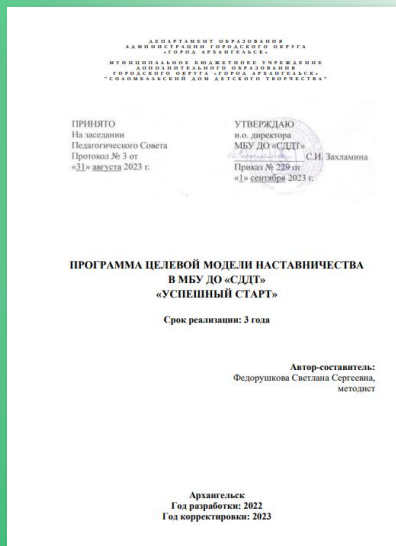 ДЕПАРТАМЕНТ ОБРАЗОВАНИЯ
АДМИНИСТРАЦИИ ГОРОДСКОГО ОКРУГА
«ГОРОД АРХАНГЕЛЬСК»
МУНИЦИПАЛЬНОЕ БЮДЖЕТНОЕ УЧРЕЖДЕНИЕ
ДОПОЛНИТЕЛЬНОГО ОБРАЗОВАНИЯ
ГОРОДСКОГО ОКРУГА «ГОРОД АРХАНГЕЛЬСК»
"СОЛОМБАЛЬСКИЙ ДОМ ДЕТСКОГО ТВОРЧЕСТВА"
ПРИНЯТО
На заседании
Педагогического Совета
Протокол № 3 от
«31» августа 2023 г.
УТВЕРЖДАЮ
и.о. директора
МБУ ДО «СДДТ»
С.И. Захламина
Приказ № 229 от
«1» сентября 2023 г.
ПРОГРАММА ЦЕЛЕВОЙ МОДЕЛИ НАСТАВНИЧЕСТВА
В МБУ ДО «СДДТ»
«УСПЕШНЫЙ СТАРТ»
Срок реализации: 3 года
Автор-составитель:
Федорушкова Светлана Сергеевна,
методист
Архангельск
Год разработки: 2022
Год корректировки: 2023